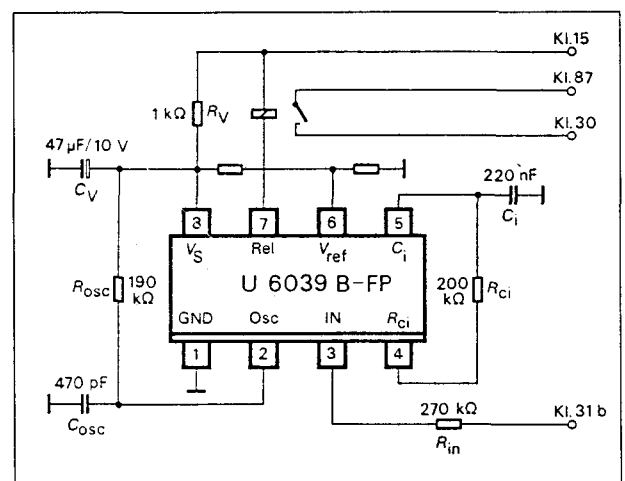 Kl.15
Kl.87
1 kΩ
R_V
Kl.30
47 µF/10 V
C_V
220 nF
C_i
8
7
6
5
V_S
Rel
V_ref
C_i
R_osc
190 kΩ
U 6039 B-FP
200 kΩ
R_ci
GND
Osc
IN
R_ci
1
2
3
4
470 pF
C_osc
270 kΩ
R_in
Kl.31 b